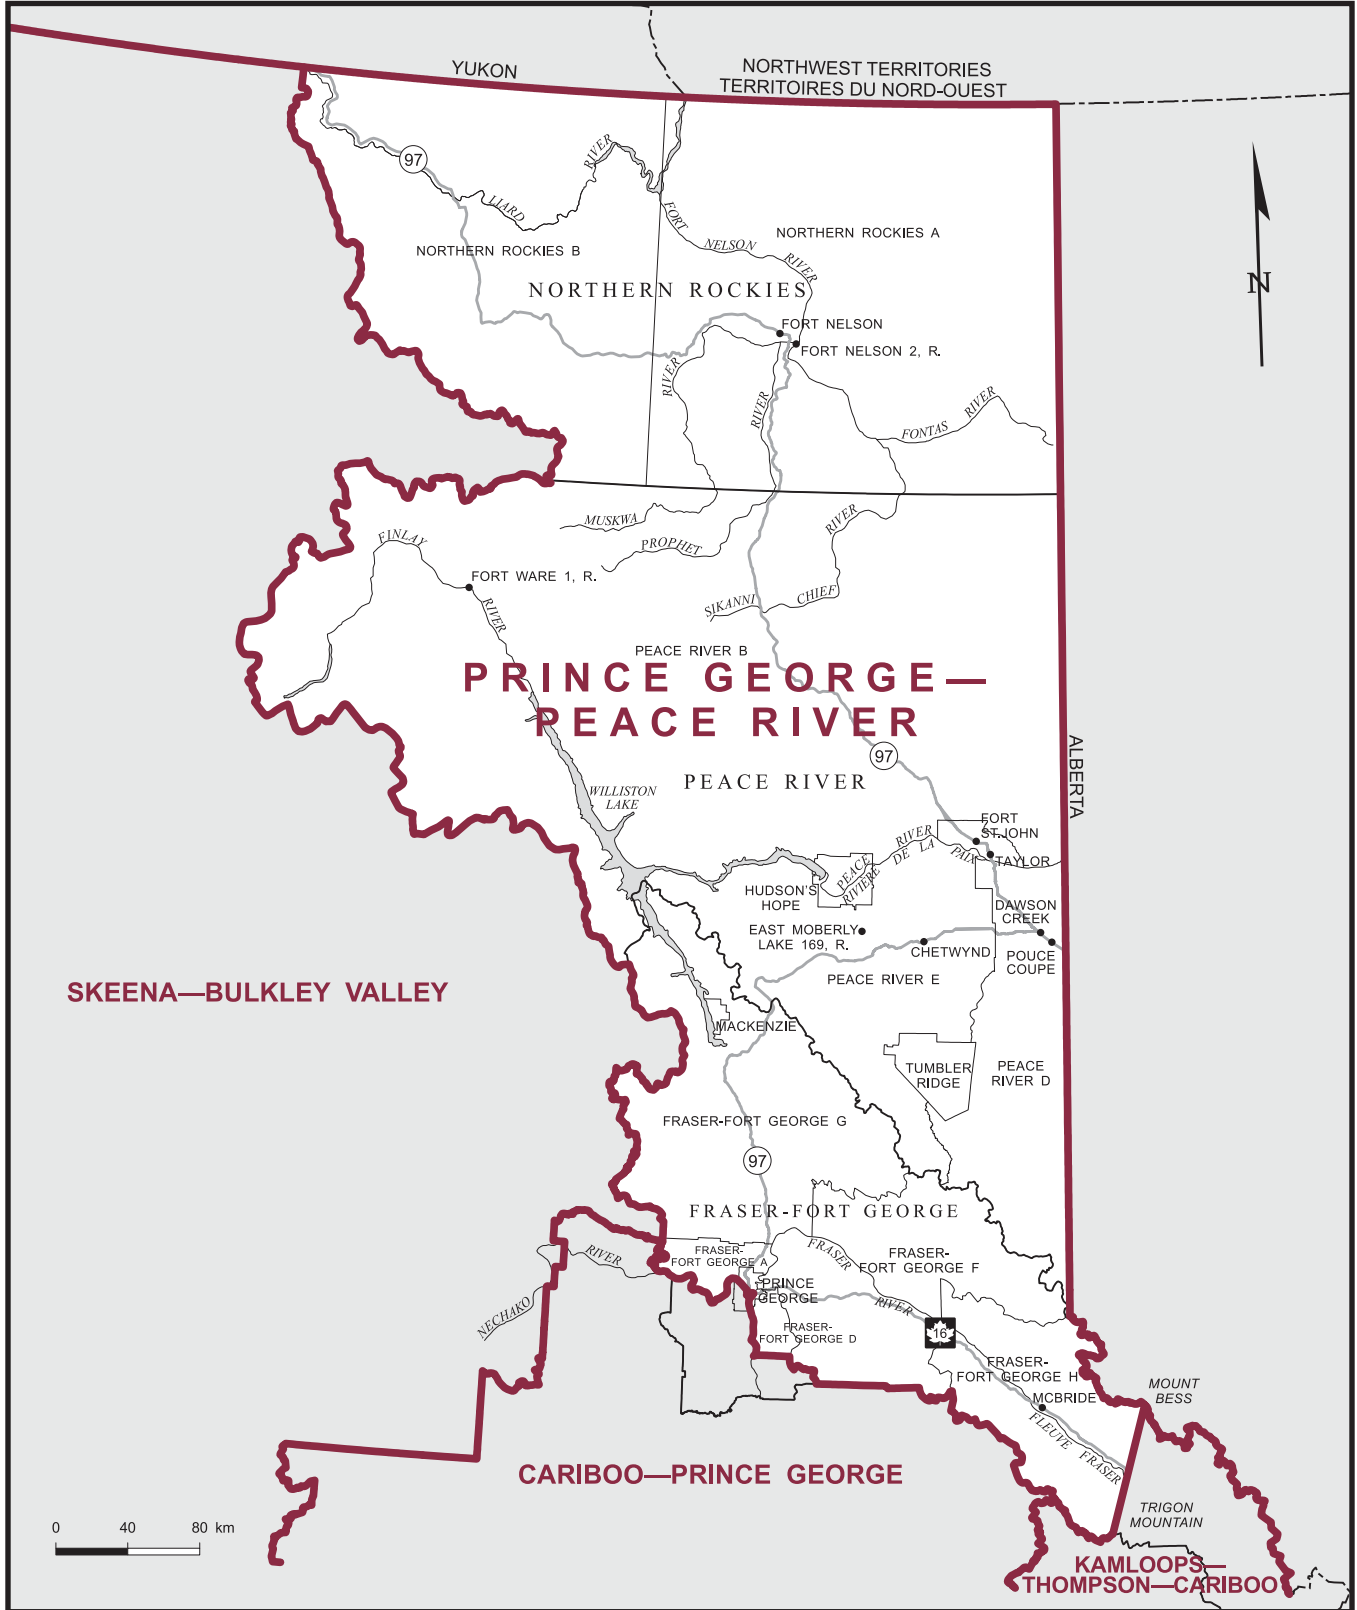 YUKON
NORTHWEST TERRITORIES
TERRITOIRES DU NORD-OUEST
97
RIVER
LIARD
FORT
NELSON
RIVER
NORTHERN ROCKIES A
NORTHERN ROCKIES B
NORTHERN ROCKIES
N
FORT NELSON
FORT NELSON 2, R.
RIVER
RIVER
FONTAS
RIVER
MUSKWA
PROPHET
RIVER
FINLAY
FORT WARE 1, R.
RIVER
SIKANNI
CHIEF
PEACE RIVER B
PRINCE GEORGE—
PEACE RIVER
97
ALBERTA
PEACE RIVER
WILLISTON
LAKE
FORT
ST.JOHN
RIVER
DE LA
PAIX
TAYLOR
PEACE
RIVIÈRE
HUDSON'S
HOPE
DAWSON
CREEK
EAST MOBERLY
LAKE 169, R.
CHETWYND
POUCE
COUPE
PEACE RIVER E
SKEENA—BULKLEY VALLEY
MACKENZIE
TUMBLER
RIDGE
PEACE
RIVER D
FRASER-FORT GEORGE G
97
FRASER-FORT GEORGE
FRASER-
FORT GEORGE A
FRASER
FRASER-
FORT GEORGE F
RIVER
NECHAKO
PRINCE
GEORGE
RIVER
FRASER-
FORT GEORGE D
16
FRASER-
FORT GEORGE H
MCBRIDE
MOUNT
BESS
FLEUVE FRASER
CARIBOO—PRINCE GEORGE
TRIGON
MOUNTAIN
0 40 80 km
KAMLOOPS—
THOMPSON—CARIBOO